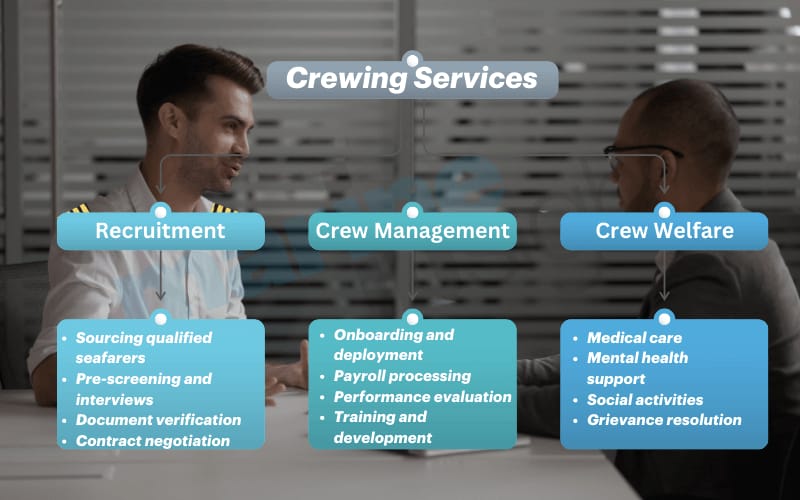 Crewing Services
Recruitment
Crew Management
Crew Welfare
• Sourcing qualified
seafarers
• Pre-screening and
interviews
• Document verification
• Contract negotiation
• Onboarding and
deployment
• Payroll processing
• Performance evaluation
• Training and
development
• Medical care
• Mental health
support
• Social activities
• Grievance resolution